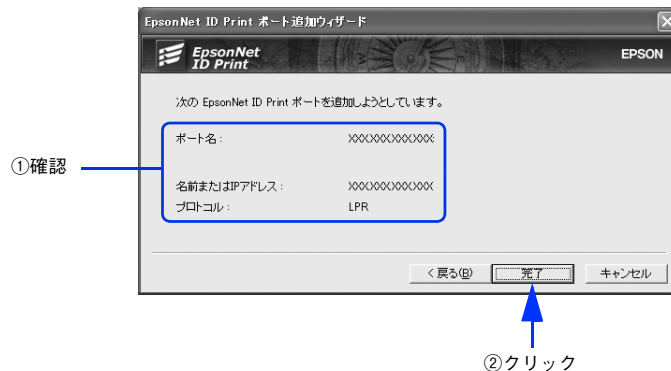 EpsonNet ID Print ポート追加ウィザード
EpsonNet
ID Print
EPSON
次の EpsonNet ID Print ポートを追加しようとしています。
ポート名 : XXXXXXXXXXXXX
①確認
名前またはIPアドレス : XXXXXXXXXXXXX
プロトコル : LPR
< 戻る(B) 完了 キャンセル
②クリック